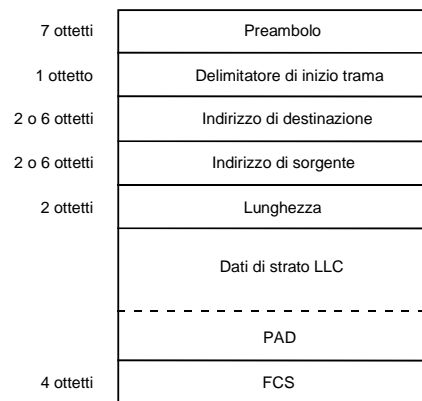 7 ottetti Preambolo
1 ottetto Delimitatore di inizio trama
2 o 6 ottetti Indirizzo di destinazione
2 o 6 ottetti Indirizzo di sorgente
2 ottetti Lunghezza
Dati di strato LLC
PAD
4 ottetti FCS